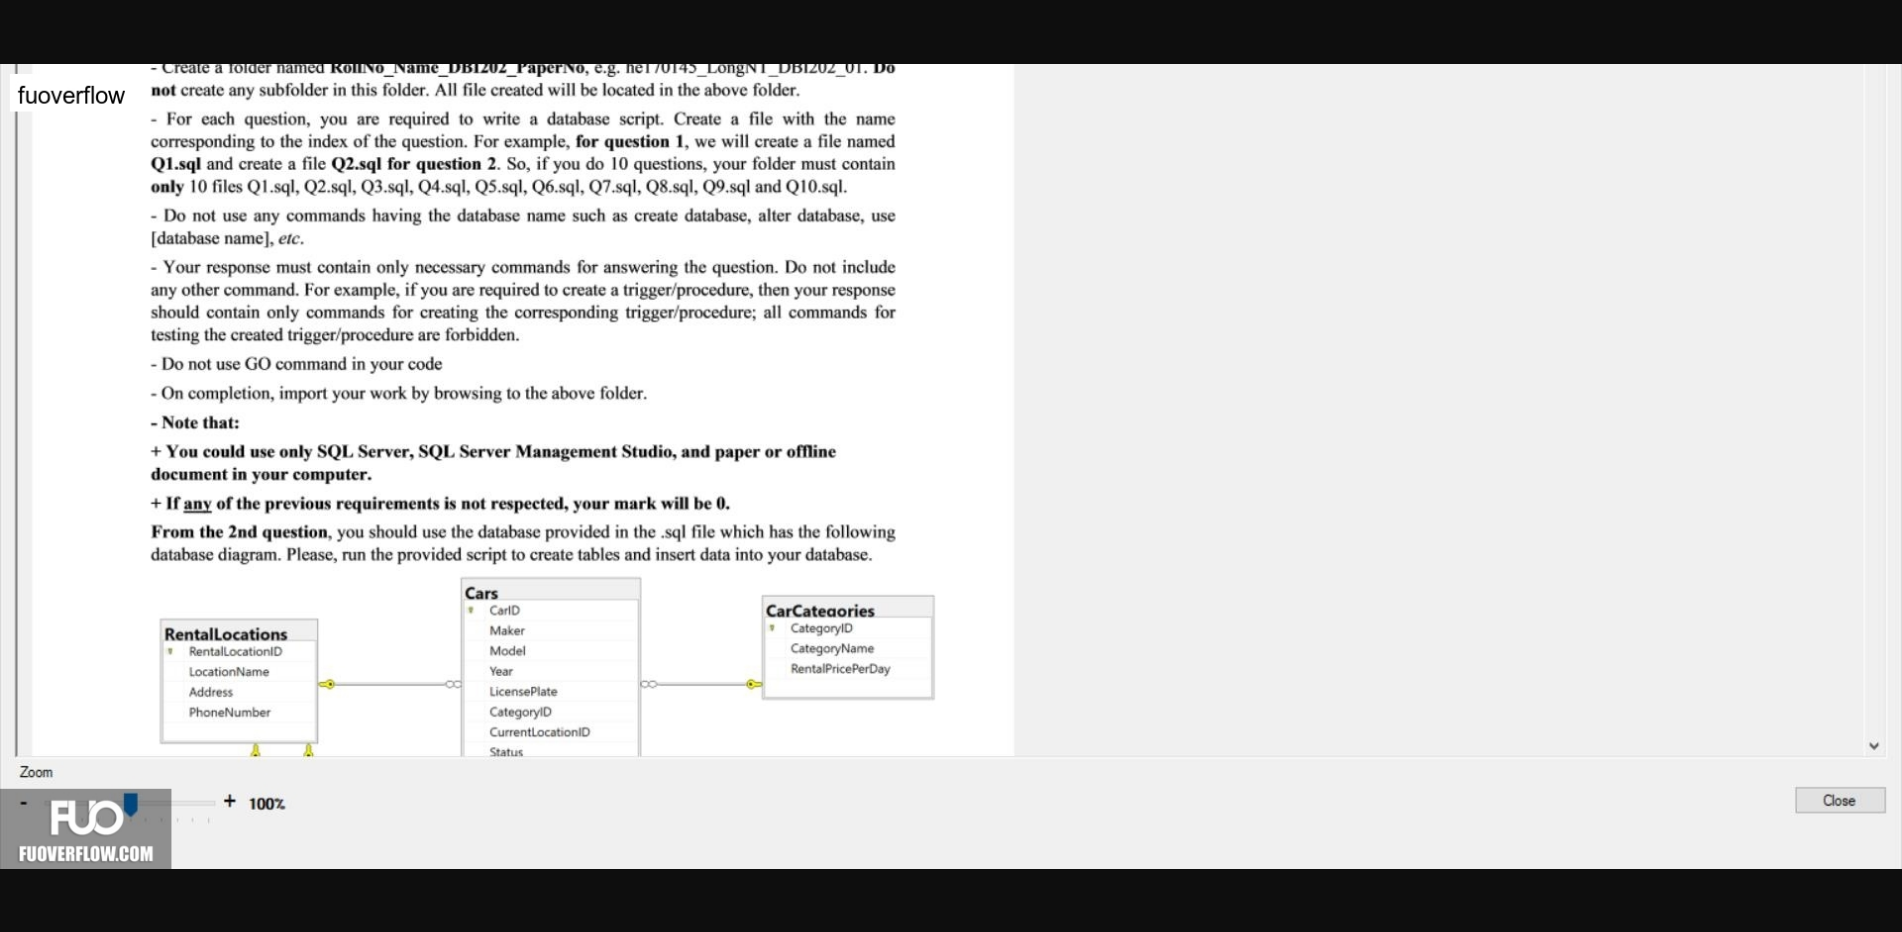 - Create a folder named RollNo_Name_DBI202_PaperNo, e.g. he170145_LongNT_DBI202_01. Do
fuoverflow
not create any subfolder in this folder. All file created will be located in the above folder.
- For each question, you are required to write a database script. Create a file with the name
corresponding to the index of the question. For example, for question 1, we will create a file named
Q1.sql and create a file Q2.sql for question 2. So, if you do 10 questions, your folder must contain
only 10 files Q1.sql, Q2.sql, Q3.sql, Q4.sql, Q5.sql, Q6.sql, Q7.sql, Q8.sql, Q9.sql and Q10.sql.
- Do not use any commands having the database name such as create database, alter database, use
[database name], etc.
- Your response must contain only necessary commands for answering the question. Do not include
any other command. For example, if you are required to create a trigger/procedure, then your response
should contain only commands for creating the corresponding trigger/procedure; all commands for
testing the created trigger/procedure are forbidden.
- Do not use GO command in your code
- On completion, import your work by browsing to the above folder.
- Note that:
+ You could use only SQL Server, SQL Server Management Studio, and paper or offline
document in your computer.
+ If any of the previous requirements is not respected, your mark will be 0.
From the 2nd question, you should use the database provided in the .sql file which has the following
database diagram. Please, run the provided script to create tables and insert data into your database.
RentalLocations
RentalLocationID
LocationName
Address
PhoneNumber
Cars
CarID
Maker
Model
Year
LicensePlate
CategoryID
CurrentLocationID
Status
CarCategories
CategoryID
CategoryName
RentalPricePerDay
Zoom
- + 100%
Close
FUO
FUOVERFLOW.COM